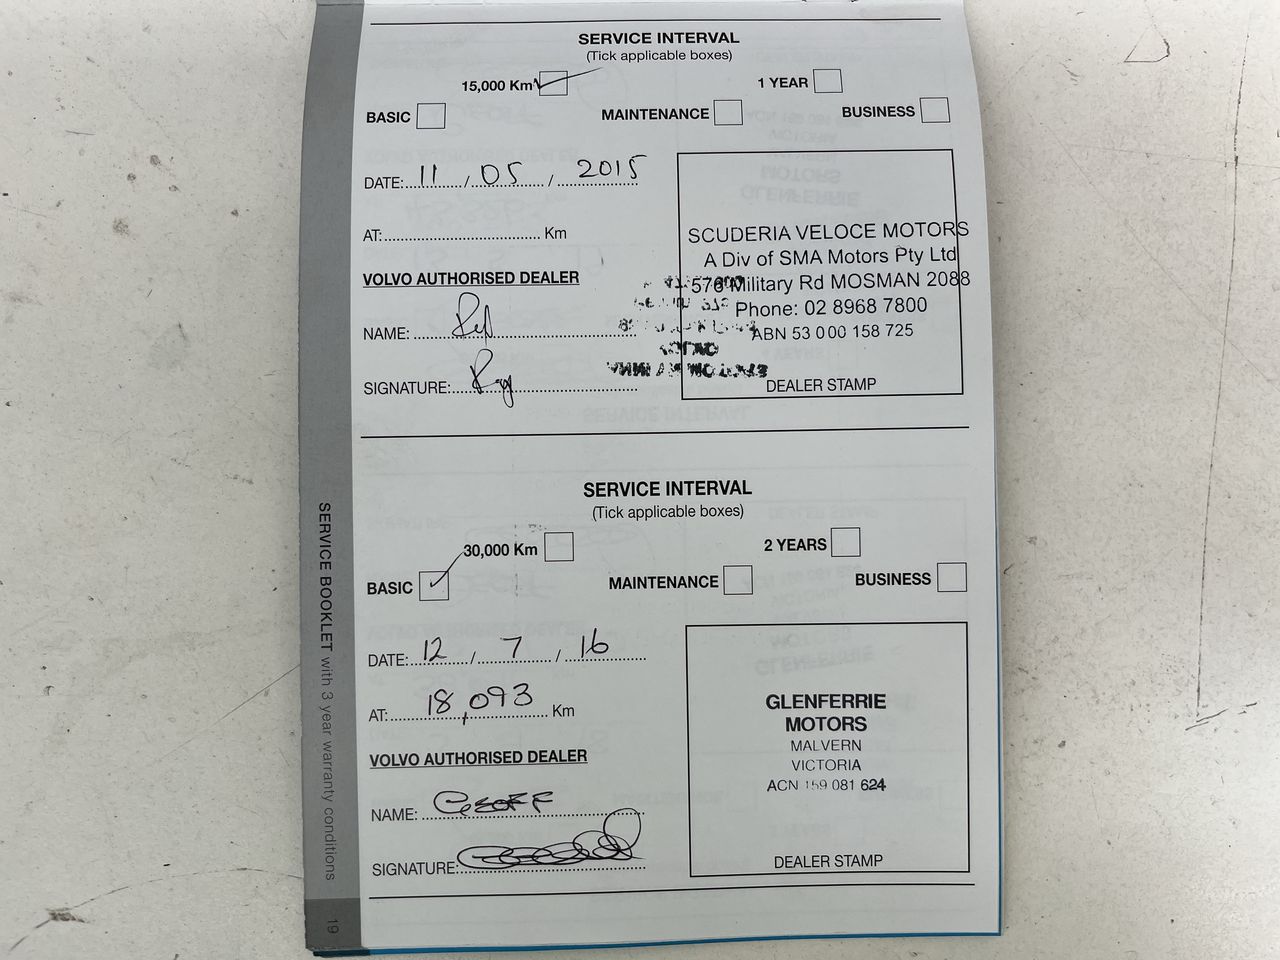 SERVICE INTERVAL
(Tick applicable boxes)
15,000 Km 1 YEAR
BASIC MAINTENANCE BUSINESS
DATE: 11 / 05 / 2015
AT: Km
VOLVO AUTHORISED DEALER
NAME:
SIGNATURE:
SCUDERIA VELOCE MOTORS
A Div of SMA Motors Pty Ltd
576 Military Rd MOSMAN 2088
Phone: 02 8968 7800
ABN 53 000 158 725
DEALER STAMP
SERVICE INTERVAL
(Tick applicable boxes)
30,000 Km 2 YEARS
BASIC MAINTENANCE BUSINESS
DATE: 12 / 7 / 16
AT: 18,093 Km
VOLVO AUTHORISED DEALER
NAME: GEOFF
SIGNATURE:
GLENFERRIE
MOTORS
MALVERN
VICTORIA
ACN 159 081 624
DEALER STAMP
SERVICE BOOKLET with 3 year warranty conditions
19